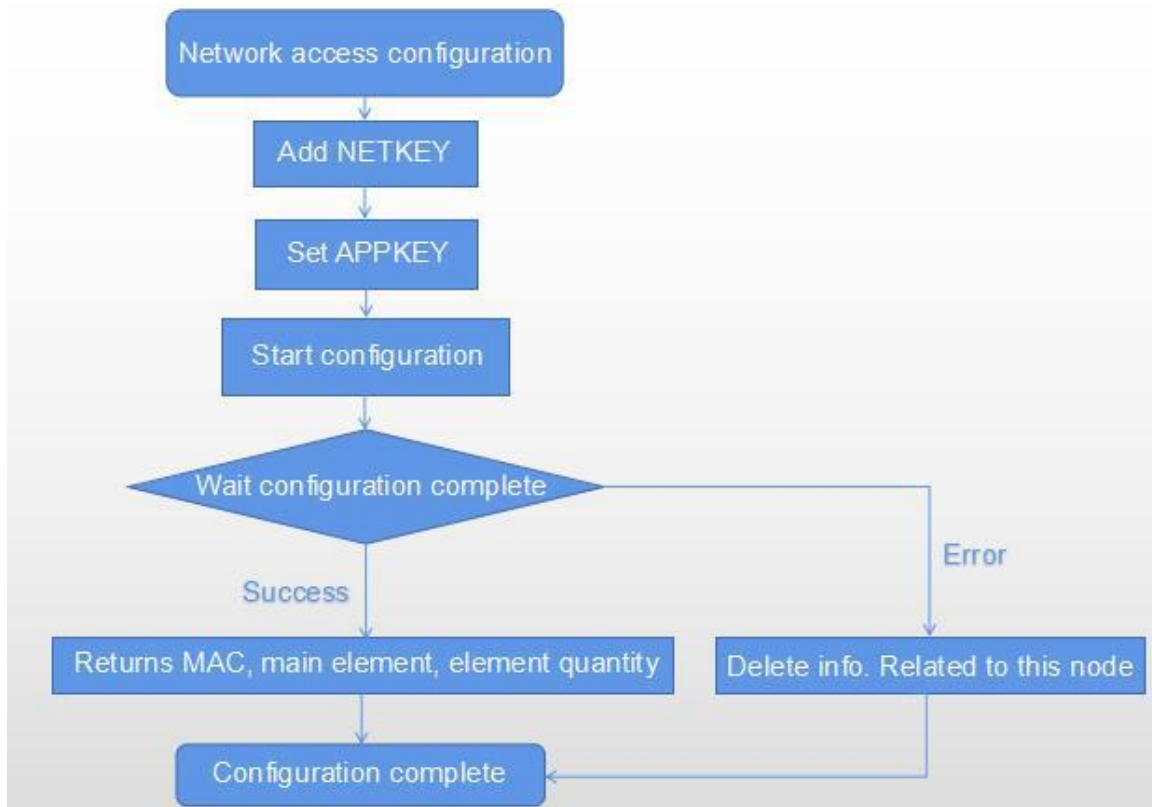 Network access configuration
Add NETKEY
Set APPKEY
Start configuration
Wait configuration complete
Error
Success
Returns MAC, main element, element quantity
Delete info. Related to this node
Configuration complete